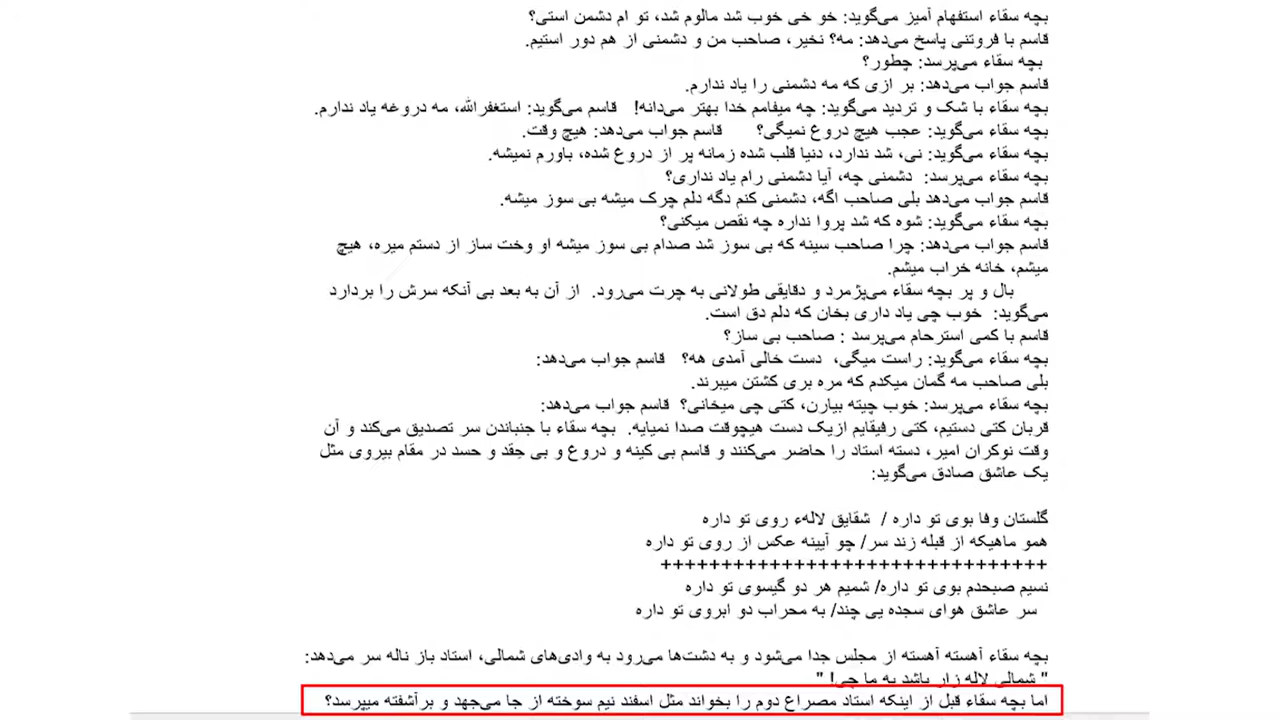 بچه سقاء استفهام آمیز می‌گوید: خو خی خوب شد مالوم شد، تو ام دشمن استی؟
قاسم با فروتنی پاسخ می‌دهد: مه؟ نخیر، صاحب من و دشمنی از هم دور استیم.
بچه سقاء می‌پرسد: چطور؟
قاسم جواب می‌دهد: بر ازی که مه دشمنی را یاد ندارم.
بچه سقاء با شک و تردید می‌گوید: چه میفامم خدا بهتر می‌دانه! قاسم می‌گوید: استغفرالله، مه دروغه یاد ندارم.
بچه سقاء می‌گوید: عجب هیچ دروغ نمیگی؟ قاسم جواب می‌دهد: هیچ وقت.
بچه سقاء می‌گوید: نی، شد ندارد، دنیا قلب شده زمانه پر از دروغ شده، باورم نمیشه.
بچه سقاء می‌پرسد: دشمنی چه، آیا دشمنی رام یاد نداری؟
قاسم جواب می‌دهد بلی صاحب اگه، دشمنی کنم دگه دلم چرک میشه بی سوز میشه.
بچه سقاء می‌گوید: شوه که شد پروا نداره چه نقص میکنی؟
قاسم جواب می‌دهد: چرا صاحب سینه که بی سوز شد صدام بی سوز میشه او وخت ساز از دستم میره، هیچ
میشم، خانه خراب میشم.
بال و پر بچه سقاء می‌پژمرد و دقایقی طولانی به چرت می‌رود. از آن به بعد بی آنکه سرش را بردارد
می‌گوید: خوب چی یاد داری بخان که دلم دق است.
قاسم با کمی استرحام می‌پرسد : صاحب بی ساز؟
بچه سقاء می‌گوید: راست میگی، دست خالی آمدی هه؟ قاسم جواب می‌دهد:
بلی صاحب مه گمان میکدم که مره بری کشتن میبرند.
بچه سقاء می‌پرسد: خوب چیته بیارن، کتی چی میخانی؟ قاسم جواب می‌دهد:
قربان کتی دستیم، کتی رفیقایم ازیک دست هیچوقت صدا نمیایه. بچه سقاء با جنباندن سر تصدیق می‌کند و آن
وقت نوکران امیر، دسته استاد را حاضر می‌کنند و قاسم بی کینه و دروغ و بی جقد و حسد در مقام بیروی مثل
یک عاشق صادق می‌گوید:
گلستان وفا بوی تو داره / شقایق لالهء روی تو داره
همو ماهیکه از قبله زند سر/ چو آیینه عکس از روی تو داره
++++++++++++++++++++++++++++++++
نسیم صبحدم بوی تو داره/ شمیم هر دو گیسوی تو داره
سر عاشق هوای سجده یی چند/ به محراب دو ابروی تو داره
بچه سقاء آهسته آهسته از مجلس جدا می‌شود و به دشت‌ها می‌رود به وادی‌های شمالی، استاد باز ناله سر می‌دهد:
" شمالی لاله زار باشد به ما چی! "
اما بچه سقاء قبل از اینکه استاد مصراع دوم را بخواند مثل اسفند نیم سوخته از جا می‌جهد و برآشفته میپرسد؟